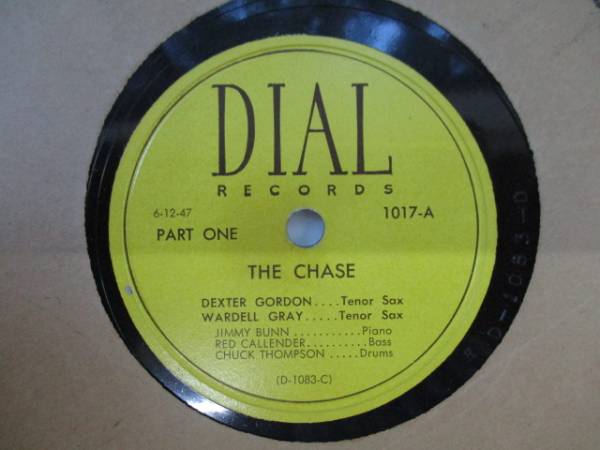 DIAL
RECORDS
6-12-47
1017-A
PART ONE
THE CHASE
DEXTER GORDON....Tenor Sax
WARDELL GRAY.....Tenor Sax
JIMMY BUNN...........Piano
RED CALLENDER..........Bass
CHUCK THOMPSON.....Drums
(D-1083-C)
D-1083-D